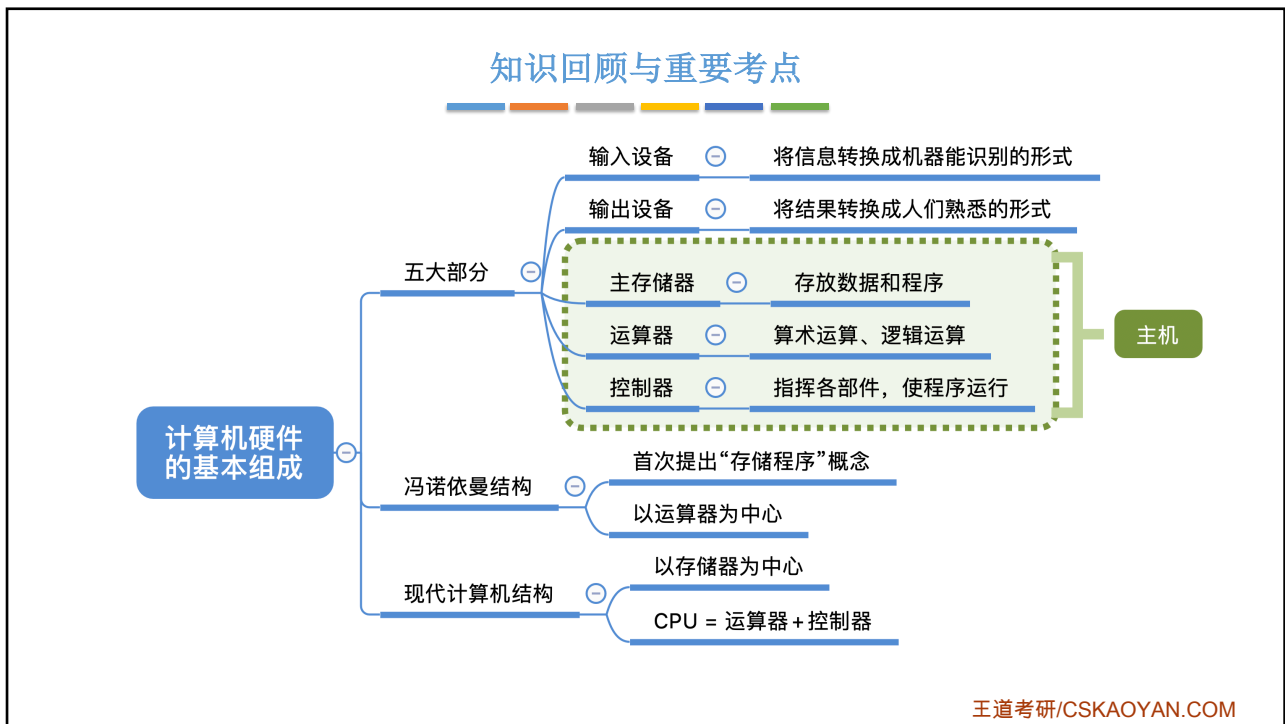 知识回顾与重要考点
输入设备
将信息转换成机器能识别的形式
输出设备
将结果转换成人们熟悉的形式
五大部分
主存储器
存放数据和程序
运算器
算术运算、逻辑运算
主机
控制器
指挥各部件，使程序运行
计算机硬件
的基本组成
冯诺依曼结构
首次提出“存储程序”概念
以运算器为中心
现代计算机结构
以存储器为中心
CPU = 运算器+控制器
王道考研/CSKAOYAN.COM